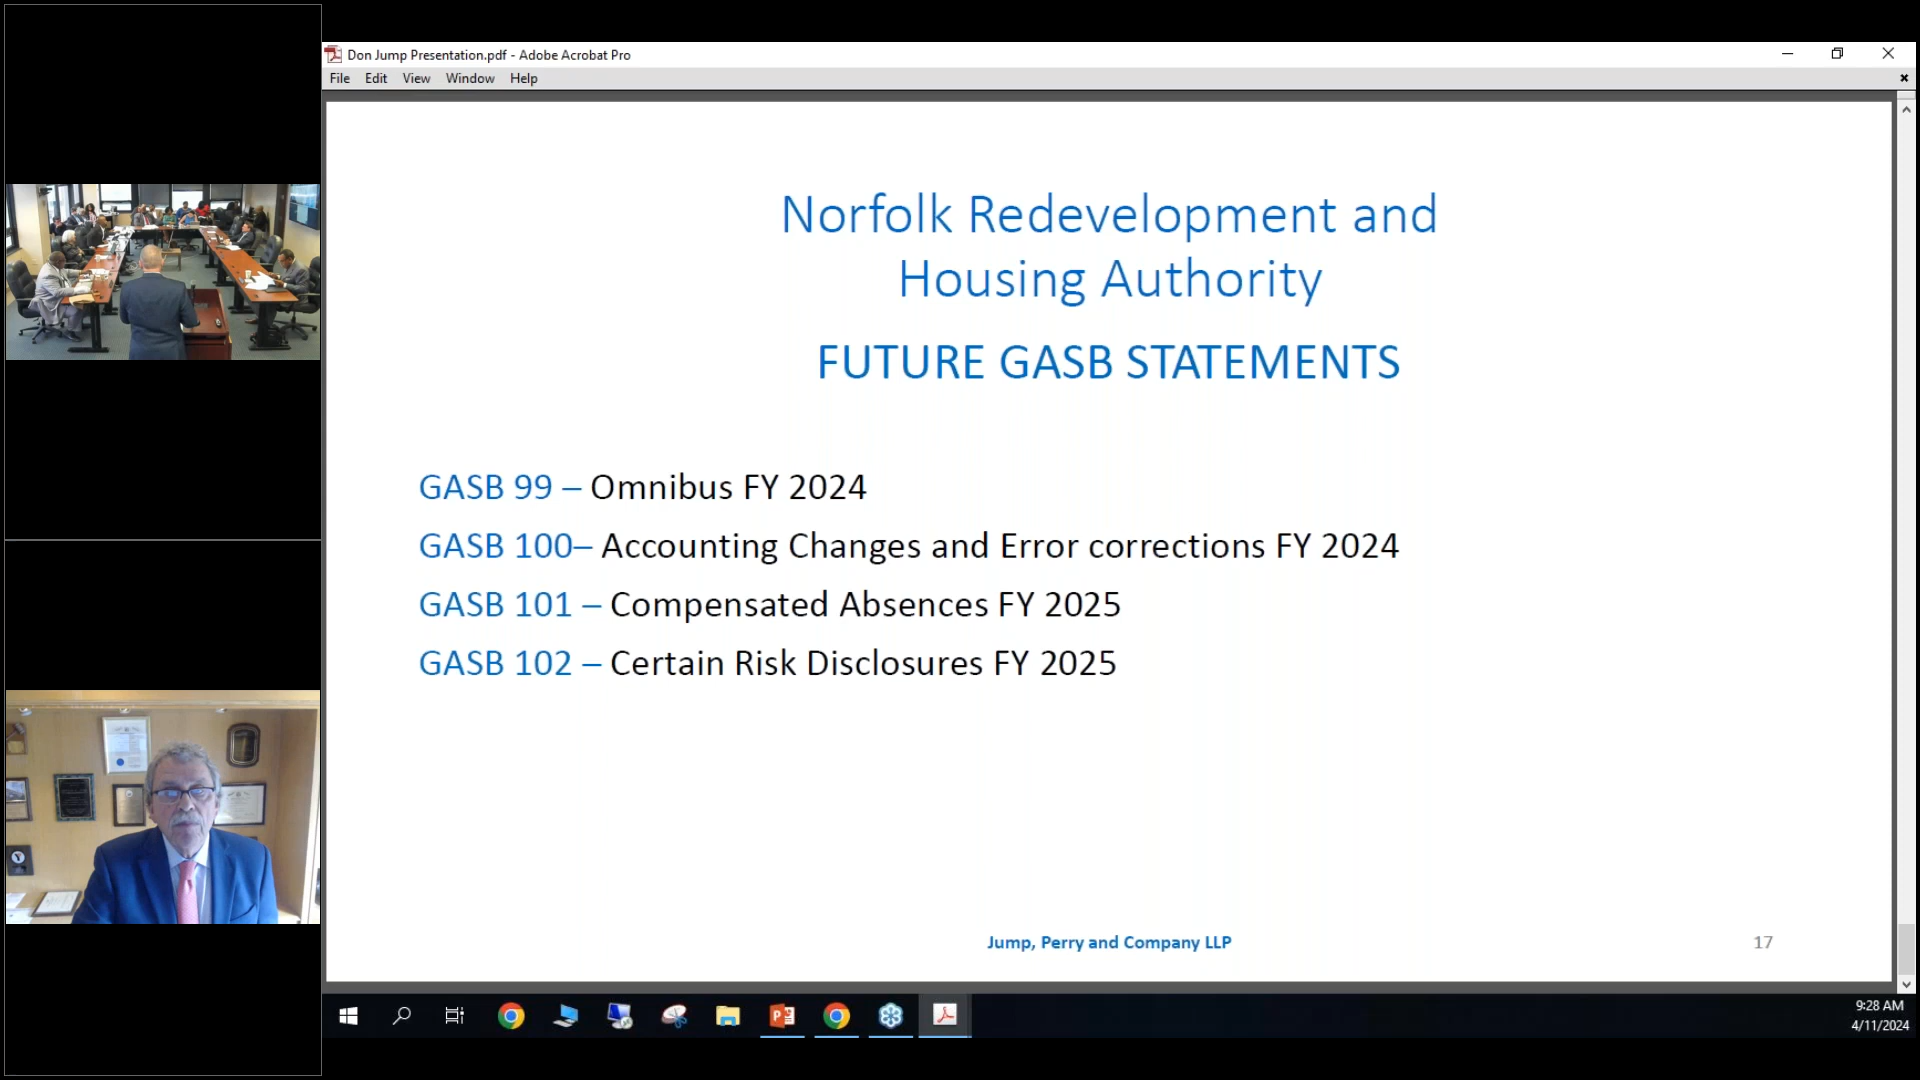 Don Jump Presentation.pdf - Adobe Acrobat Pro
File Edit View Window Help
Norfolk Redevelopment and
Housing Authority
FUTURE GASB STATEMENTS
GASB 99 – Omnibus FY 2024
GASB 100– Accounting Changes and Error corrections FY 2024
GASB 101 – Compensated Absences FY 2025
GASB 102 – Certain Risk Disclosures FY 2025
Jump, Perry and Company LLP
17
9:28 AM
4/11/2024